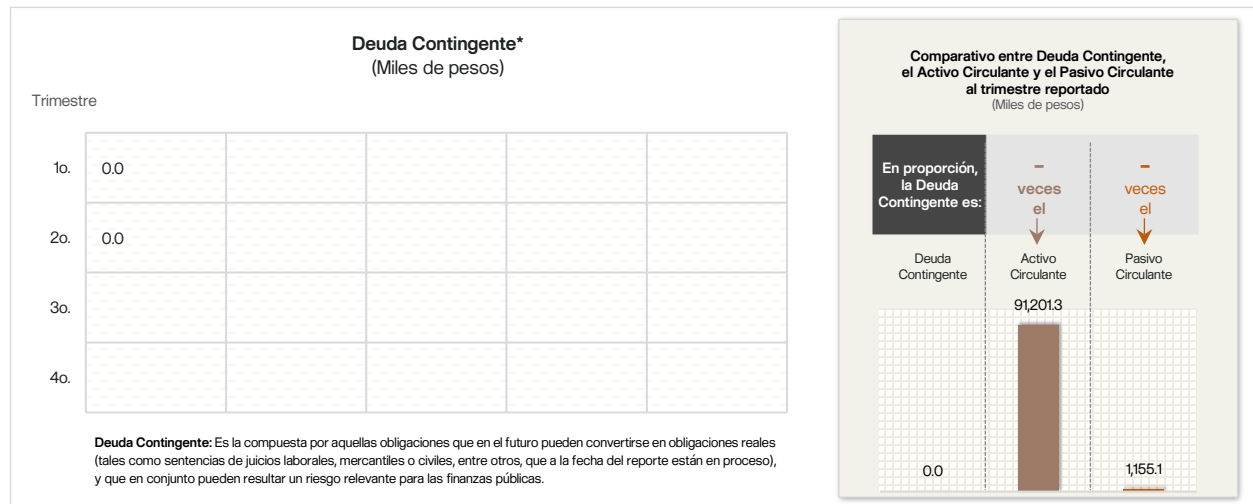 Deuda Contingente*
(Miles de pesos)
Trimestre
1o. 0.0
2o. 0.0
3o.
4o.
Deuda Contingente: Es la compuesta por aquellas obligaciones que en el futuro pueden convertirse en obligaciones reales
(tales como sentencias de juicios laborales, mercantiles o civiles, entre otros, que a la fecha del reporte están en proceso),
y que en conjunto pueden resultar un riesgo relevante para las finanzas públicas.
Comparativo entre Deuda Contingente,
el Activo Circulante y el Pasivo Circulante
al trimestre reportado
(Miles de pesos)
En proporción,
la Deuda
Contingente es:
–
veces
el
–
veces
el
Deuda
Contingente
Activo
Circulante
Pasivo
Circulante
91,201.3
0.0
1,155.1